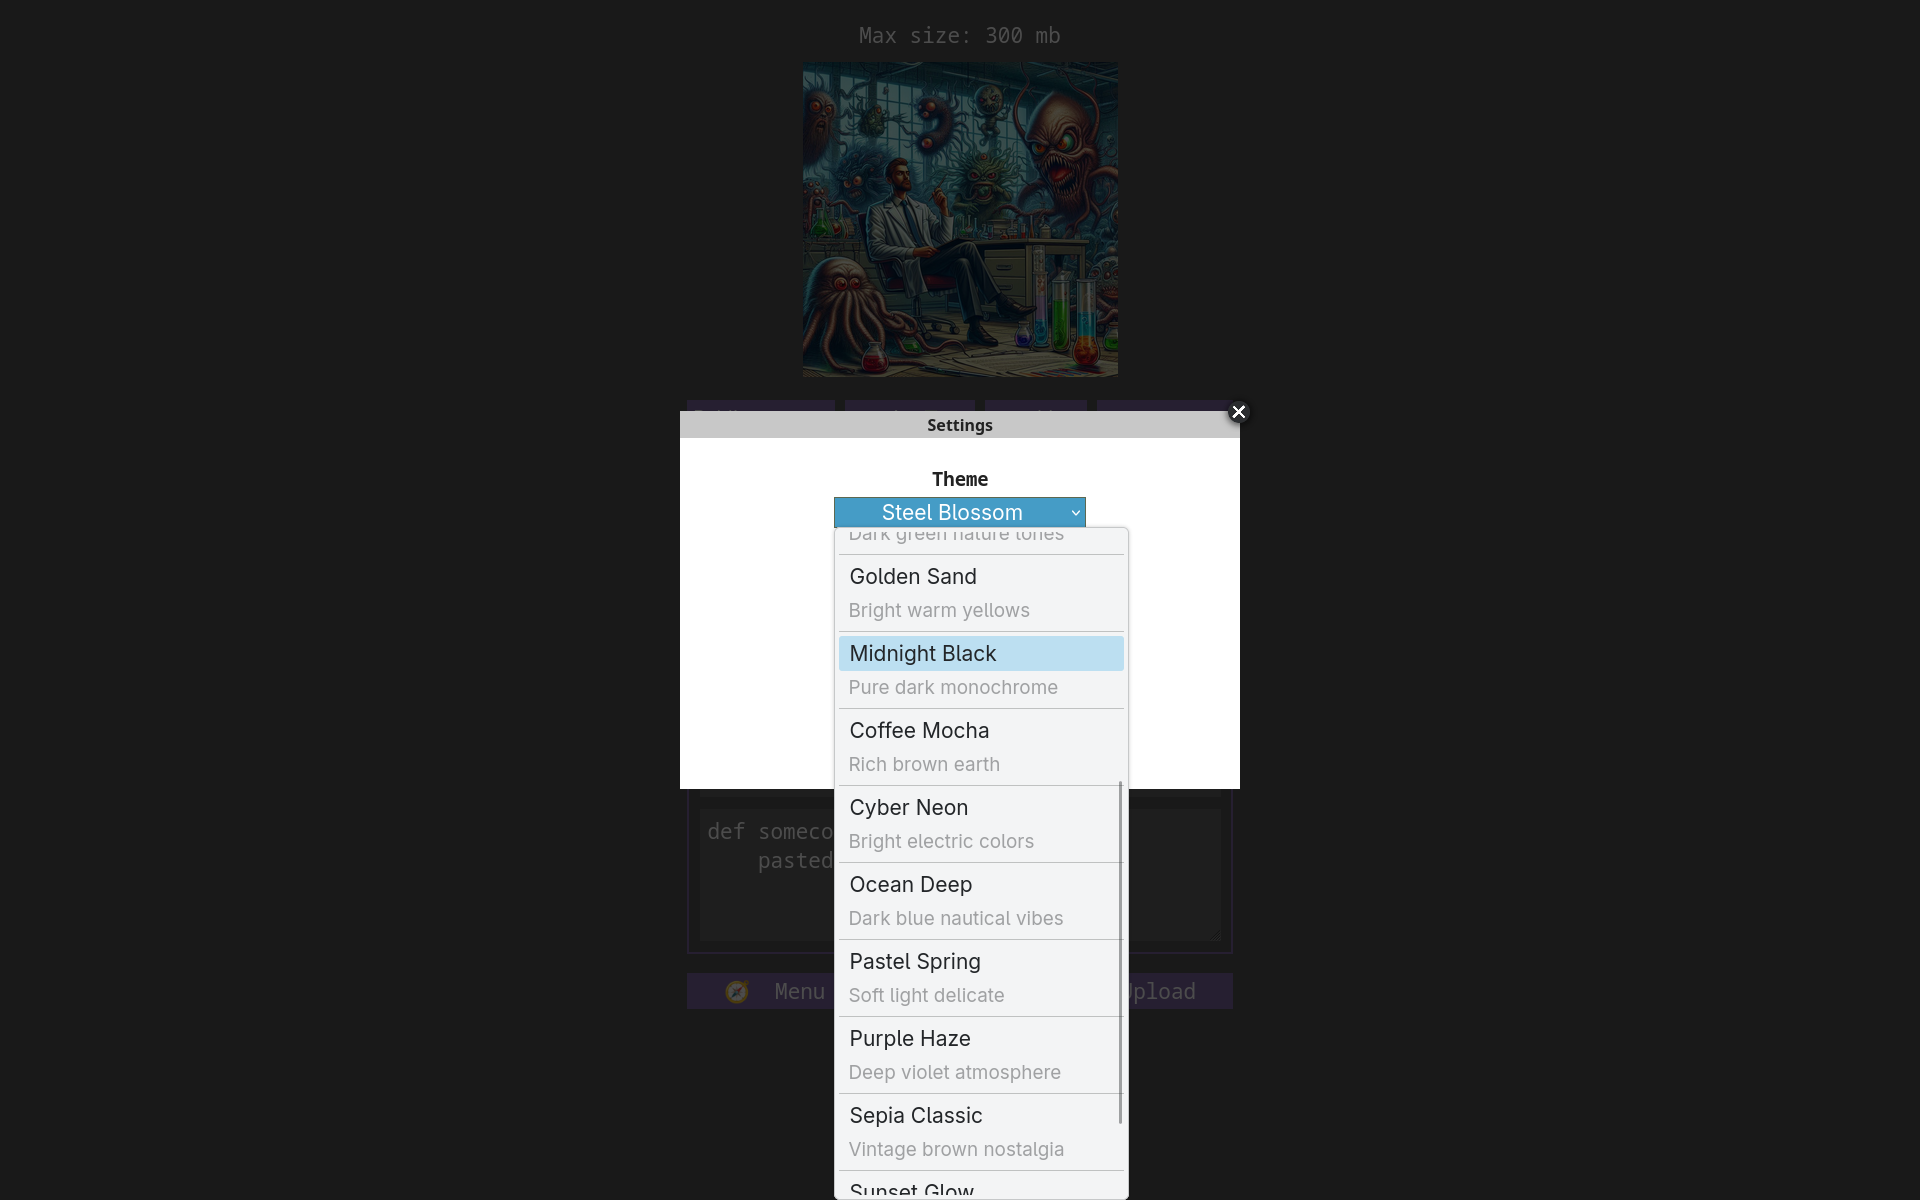 Max size: 300 mb
Settings
Theme
Steel Blossom
Dark green nature tones
Golden Sand
Bright warm yellows
Midnight Black
Pure dark monochrome
Coffee Mocha
Rich brown earth
Cyber Neon
Bright electric colors
Ocean Deep
Dark blue nautical vibes
Pastel Spring
Soft light delicate
Purple Haze
Deep violet atmosphere
Sepia Classic
Vintage brown nostalgia
Sunset Glow
def someco
pasted
Menu
Upload